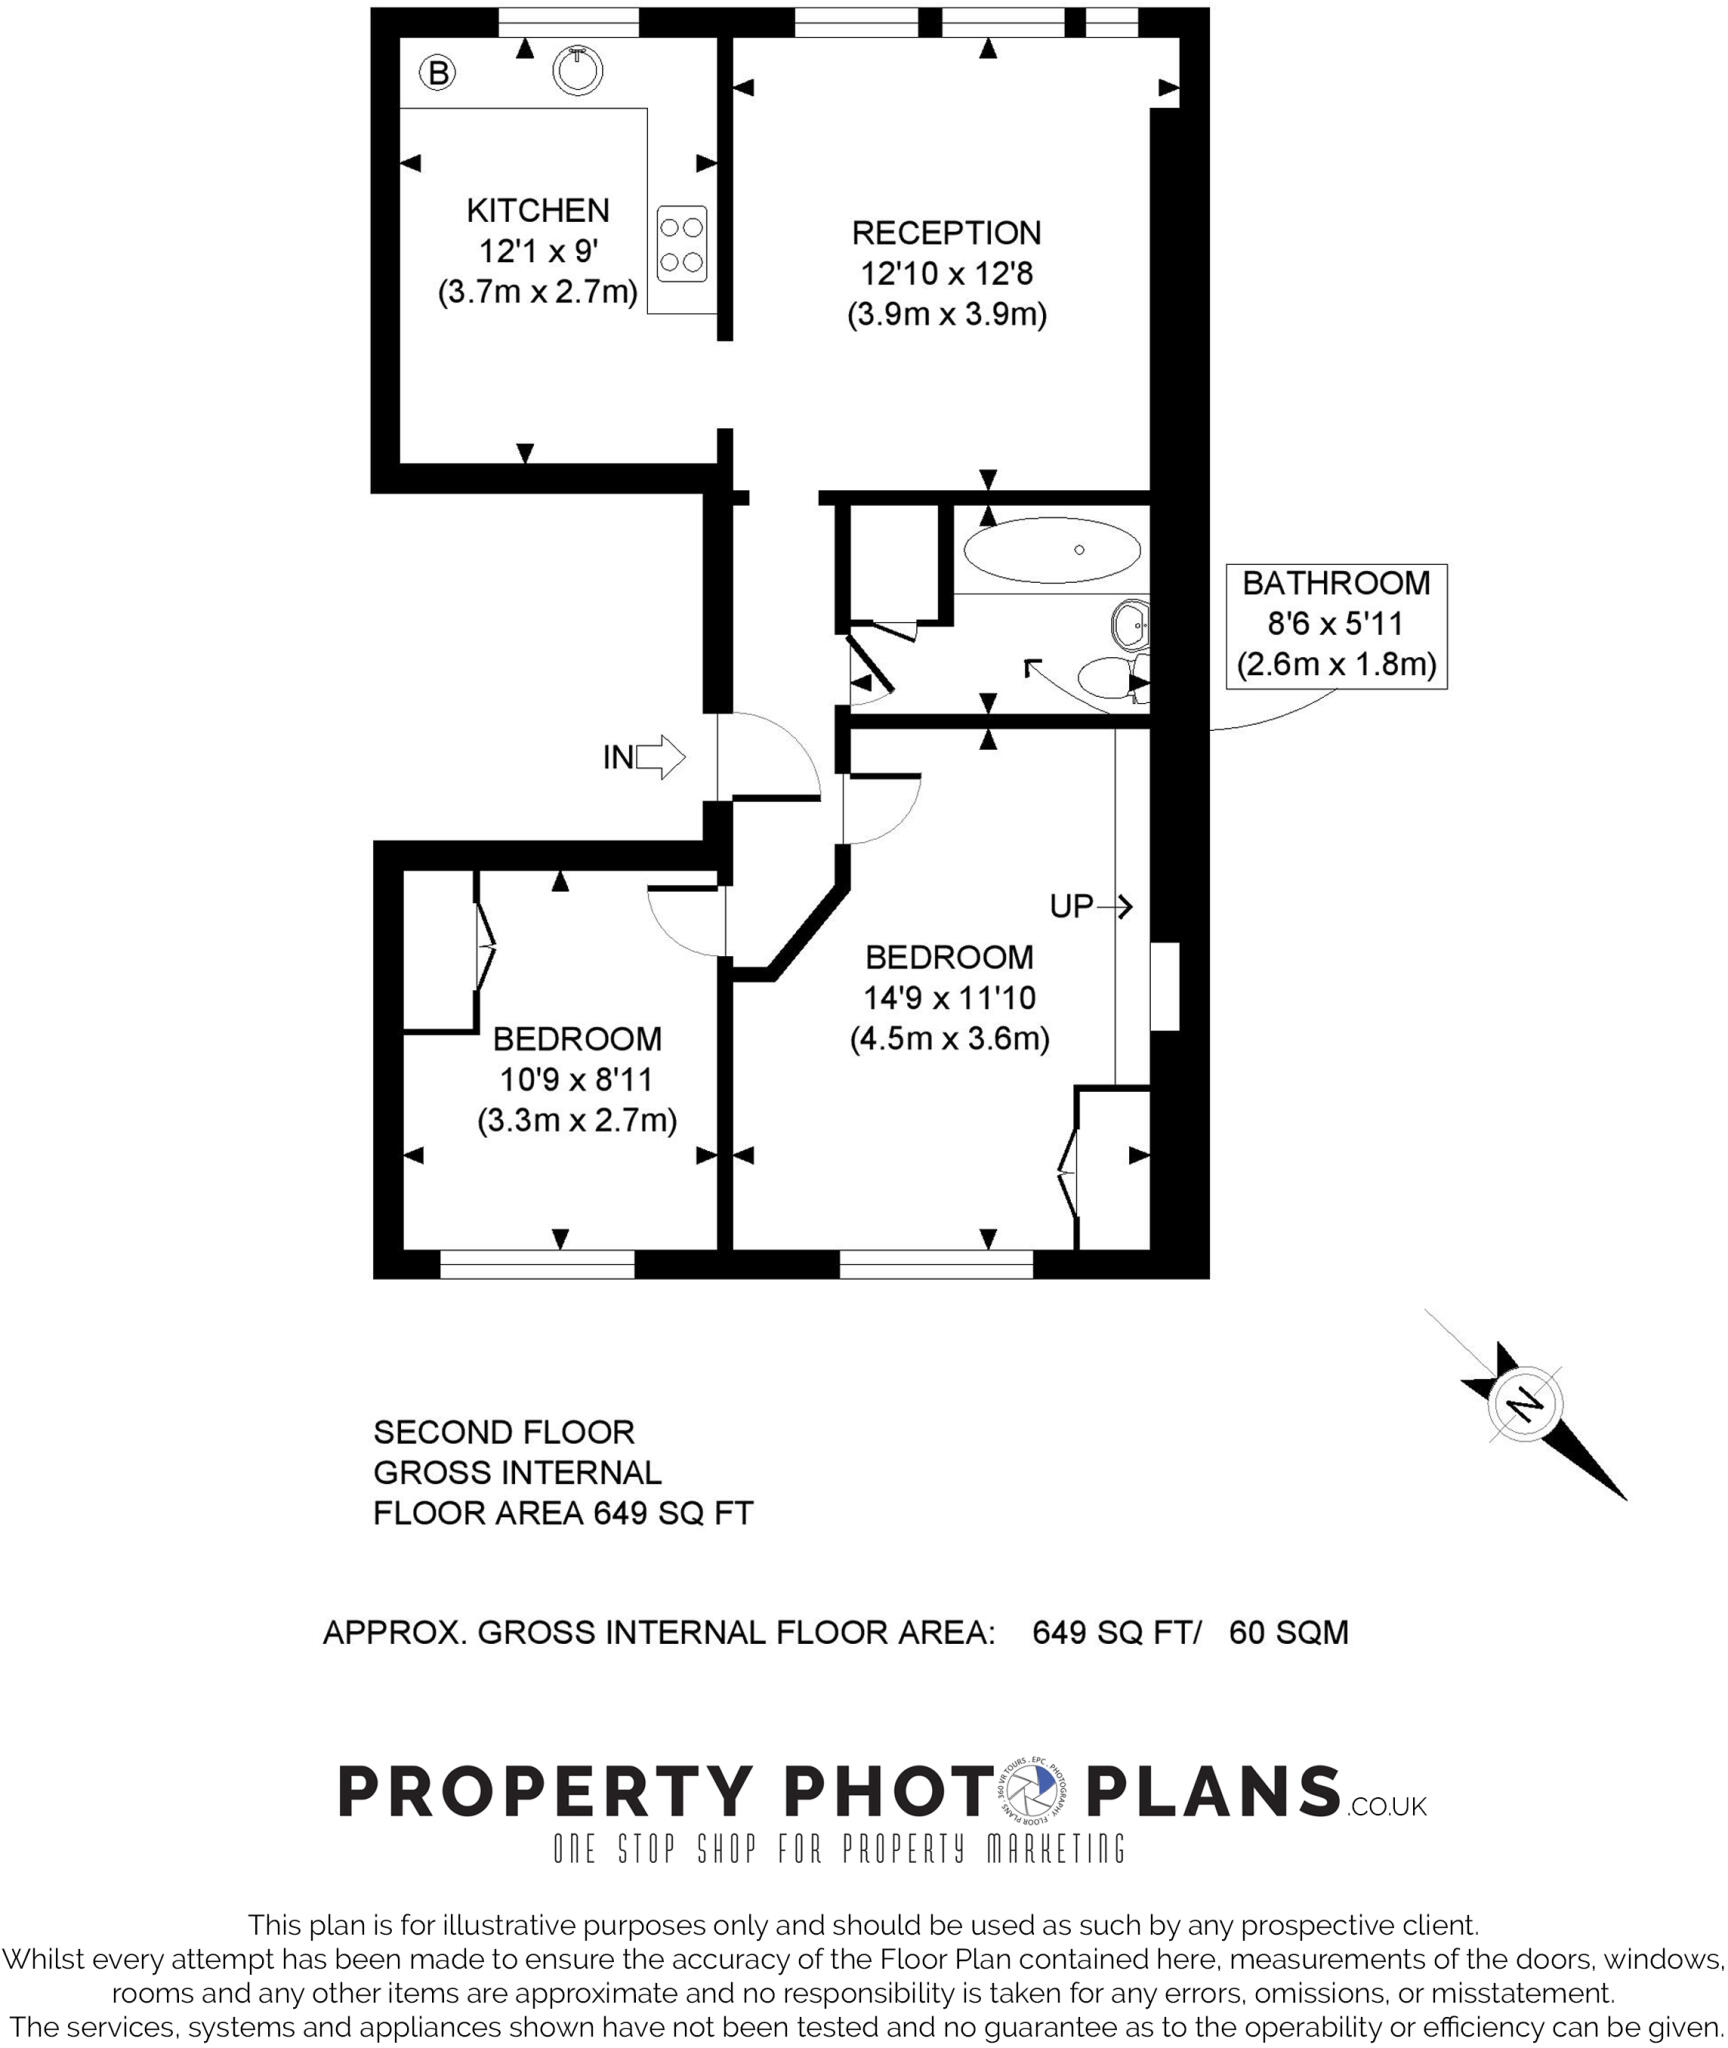 B
KITCHEN
12'1 x 9'
(3.7m x 2.7m)
RECEPTION
12'10 x 12'8
(3.9m x 3.9m)
BATHROOM
8'6 x 5'11
(2.6m x 1.8m)
IN
UP
BEDROOM
14'9 x 11'10
(4.5m x 3.6m)
BEDROOM
10'9 x 8'11
(3.3m x 2.7m)
N
SECOND FLOOR
GROSS INTERNAL
FLOOR AREA 649 SQ FT
APPROX. GROSS INTERNAL FLOOR AREA: 649 SQ FT/ 60 SQM
PROPERTY PHOT PLANS.CO.UK
360 VR TOURS . EPC . PHOTOGRAPHY . FLOOR PLANS .
ONE STOP SHOP FOR PROPERTY MARKETING
This plan is for illustrative purposes only and should be used as such by any prospective client.
Whilst every attempt has been made to ensure the accuracy of the Floor Plan contained here, measurements of the doors, windows,
rooms and any other items are approximate and no responsibility is taken for any errors, omissions, or misstatement.
The services, systems and appliances shown have not been tested and no guarantee as to the operability or efficiency can be given.